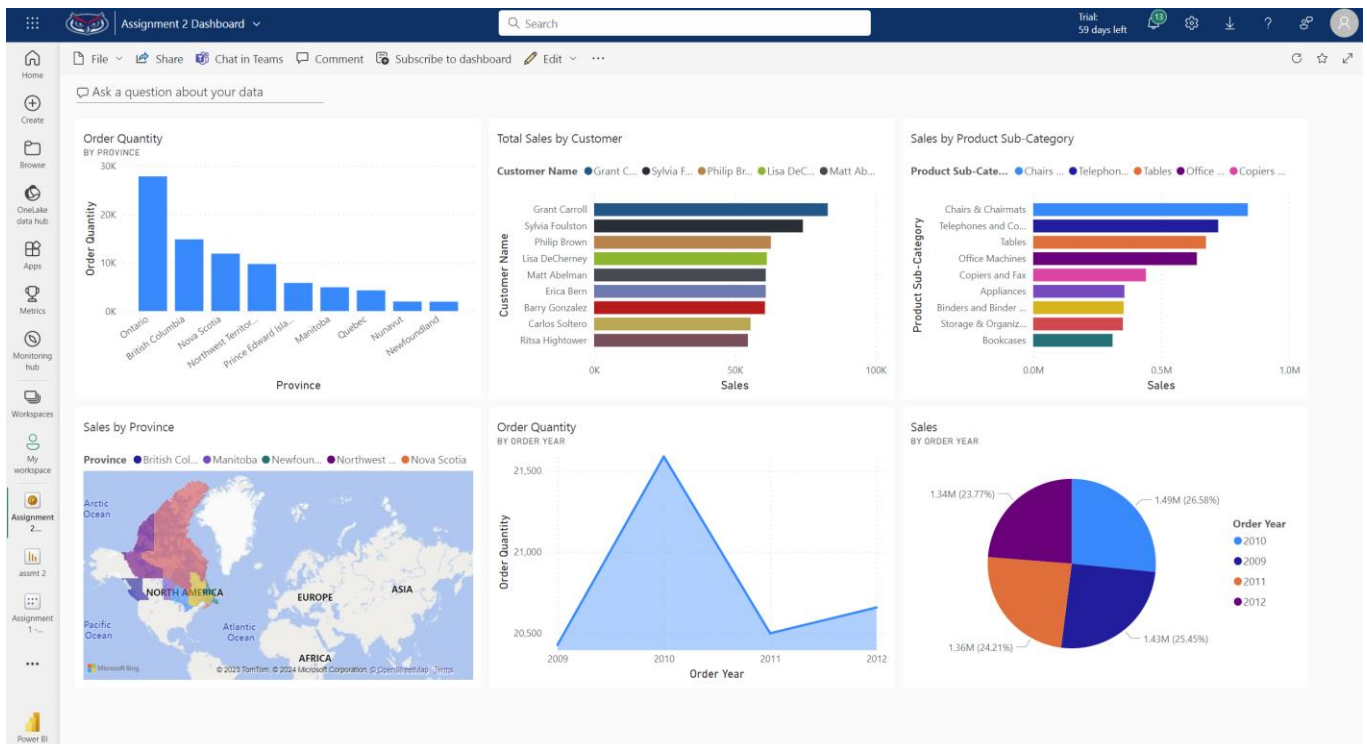 Assignment 2 Dashboard
Search
Trial:
59 days left
13
Home
Create
Browse
OneLake
data hub
Apps
Metrics
Monitoring
hub
Workspaces
My
workspace
Assignment
2...
assmt 2
Assignment
1 -...
Power BI
File Share Chat in Teams Comment Subscribe to dashboard Edit
Ask a question about your data
Order Quantity
BY PROVINCE
30K
20K
10K
0K
Order Quantity
Ontario
British Columbia
Nova Scotia
Northwest Territor...
Prince Edward Isla...
Manitoba
Quebec
Nunavut
Newfoundland
Province
Total Sales by Customer
Customer Name Grant C... Sylvia F... Philip Br... Lisa DeC... Matt Ab...
Customer Name
Grant Carroll
Sylvia Foulston
Philip Brown
Lisa DeCherney
Matt Abelman
Erica Bern
Barry Gonzalez
Carlos Soltero
Ritsa Hightower
0K 50K 100K
Sales
Sales by Product Sub-Category
Product Sub-Cate... Chairs ... Telephon... Tables Office ... Copiers ...
Product Sub-Category
Chairs & Chairmats
Telephones and Co...
Tables
Office Machines
Copiers and Fax
Appliances
Binders and Binder ...
Storage & Organiz...
Bookcases
0.0M 0.5M 1.0M
Sales
Sales by Province
Province British Col... Manitoba Newfoun... Northwest ... Nova Scotia
Arctic
Ocean
NORTH AMERICA
EUROPE
ASIA
Pacific
Ocean
Atlantic
Ocean
AFRICA
Microsoft Bing
© 2023 TomTom, © 2024 Microsoft Corporation, © OpenStreetMap Terms
Order Quantity
BY ORDER YEAR
21,500
21,000
20,500
Order Quantity
2009 2010 2011 2012
Order Year
Sales
BY ORDER YEAR
1.34M (23.77%)
1.49M (26.58%)
1.36M (24.21%)
1.43M (25.45%)
Order Year
2010
2009
2011
2012